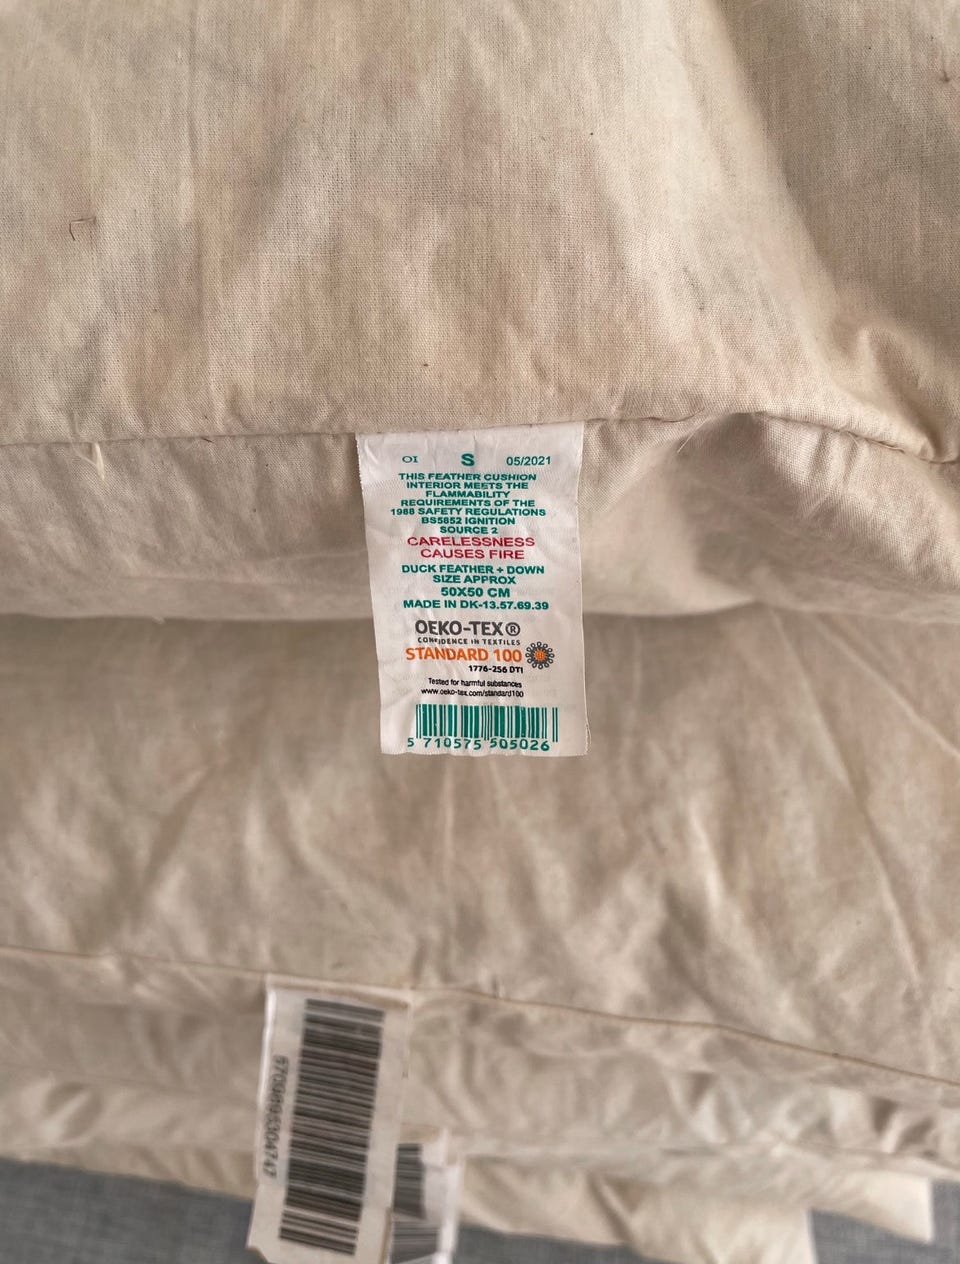 OI S 05/2021
THIS FEATHER CUSHION
INTERIOR MEETS THE
FLAMMABILITY
REQUIREMENTS OF THE
1988 SAFETY REGULATIONS
BS5852 IGNITION
SOURCE 2
CARELESSNESS
CAUSES FIRE
DUCK FEATHER + DOWN
SIZE APPROX
50X50 CM
MADE IN DK-13.57.69.39
OEKO-TEX®
CONFIDENCE IN TEXTILES
STANDARD 100
1776-256 DTI
Tested for harmful substances
www.oeko-tex.com/standard100
5 710575 505026